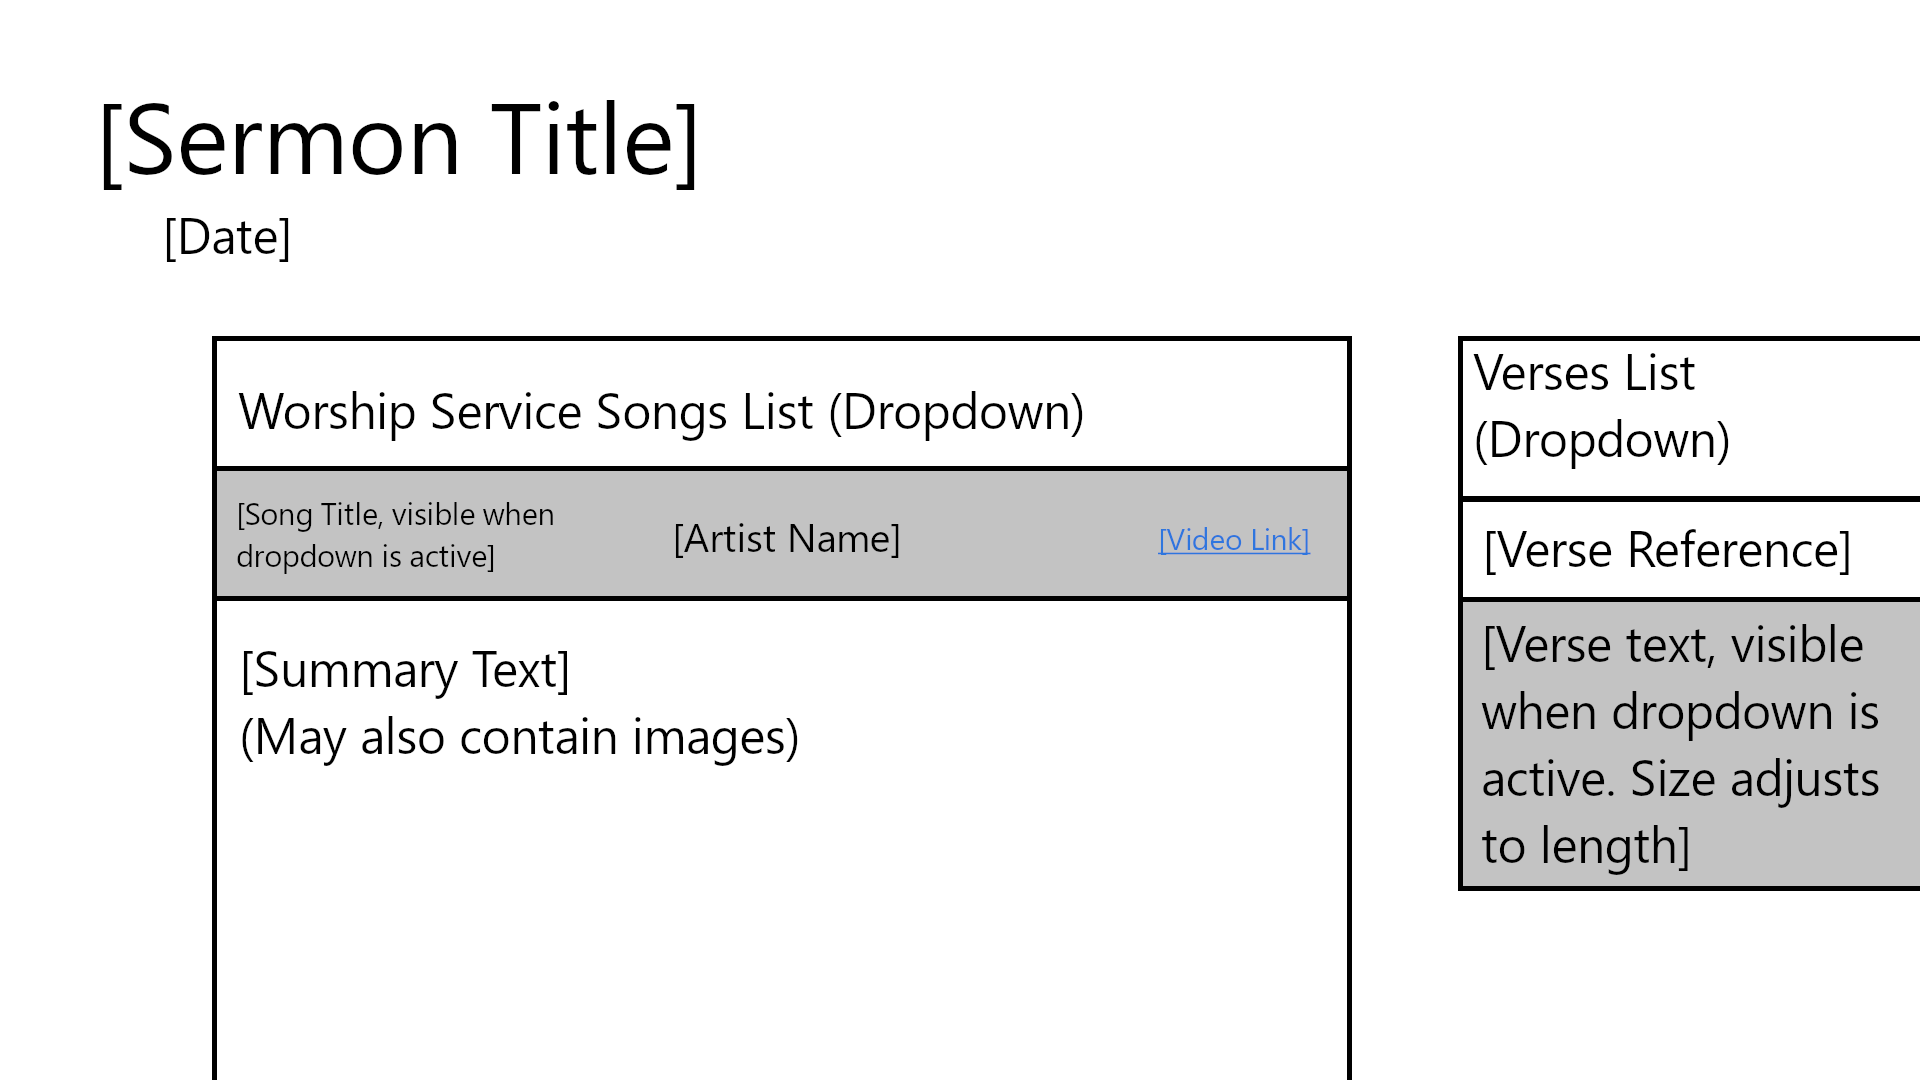 [Sermon Title]
[Date]
Worship Service Songs List (Dropdown)
[Song Title, visible when
dropdown is active]
[Artist Name]
[Video Link]
[Summary Text]
(May also contain images)
Verses List
(Dropdown)
[Verse Reference]
[Verse text, visible
when dropdown is
active. Size adjusts
to length]